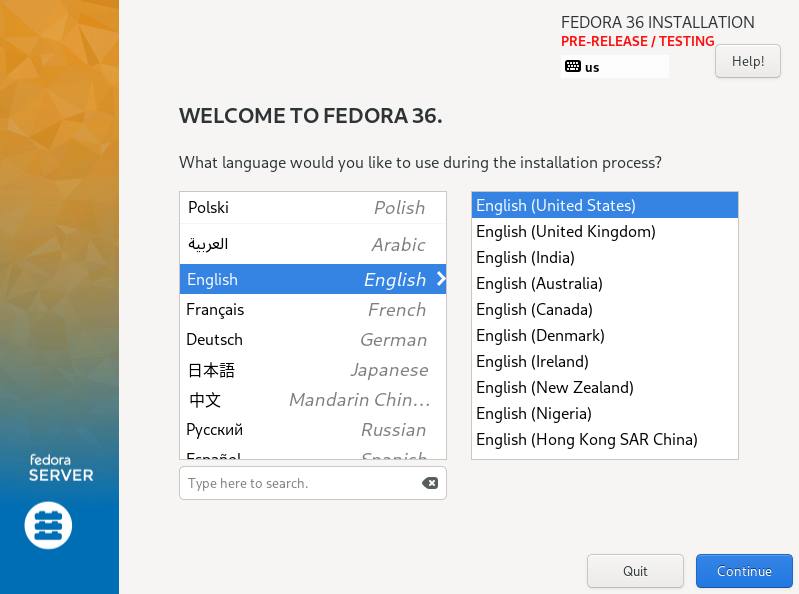 FEDORA 36 INSTALLATION
PRE-RELEASE / TESTING
us
Help!
WELCOME TO FEDORA 36.
What language would you like to use during the installation process?
Polski Polish
العربية Arabic
English English
Français French
Deutsch German
日本語 Japanese
中文 Mandarin Chin…
Русский Russian
Español Spanish
Type here to search.
English (United States)
English (United Kingdom)
English (India)
English (Australia)
English (Canada)
English (Denmark)
English (Ireland)
English (New Zealand)
English (Nigeria)
English (Hong Kong SAR China)
fedora
SERVER
Quit
Continue